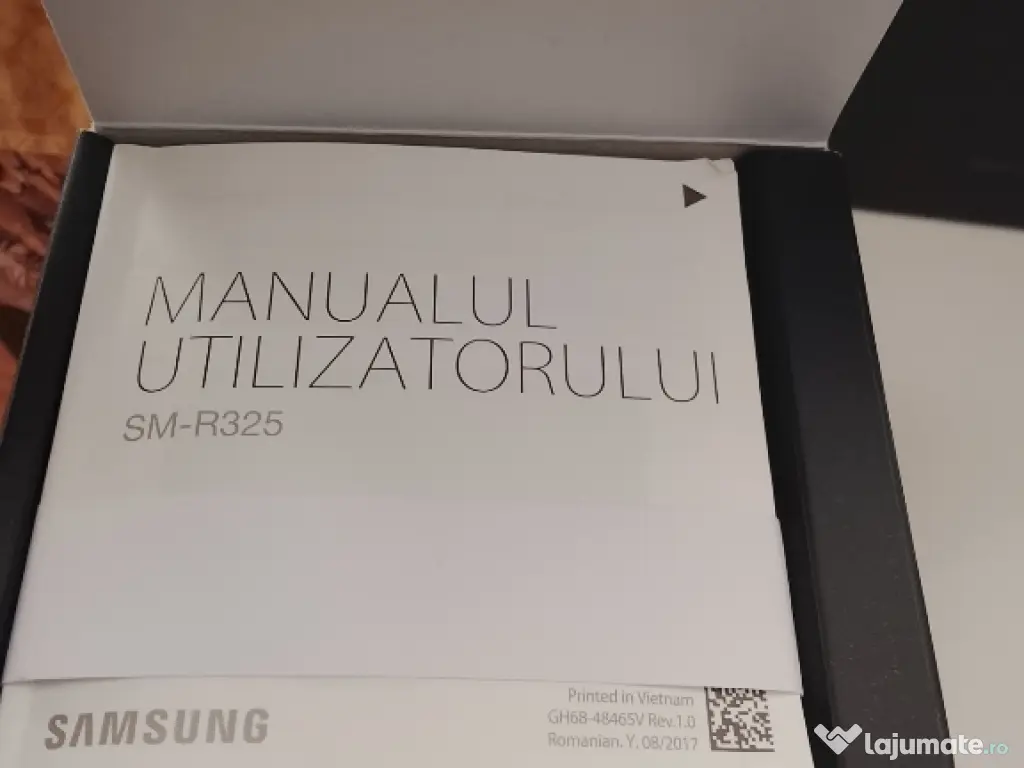 MANUALUL
UTILIZATORULUI
SM-R325
SAMSUNG
Printed in Vietnam
GH68-48465V Rev.1.0
Romanian. Y. 08/2017
lajumate.ro